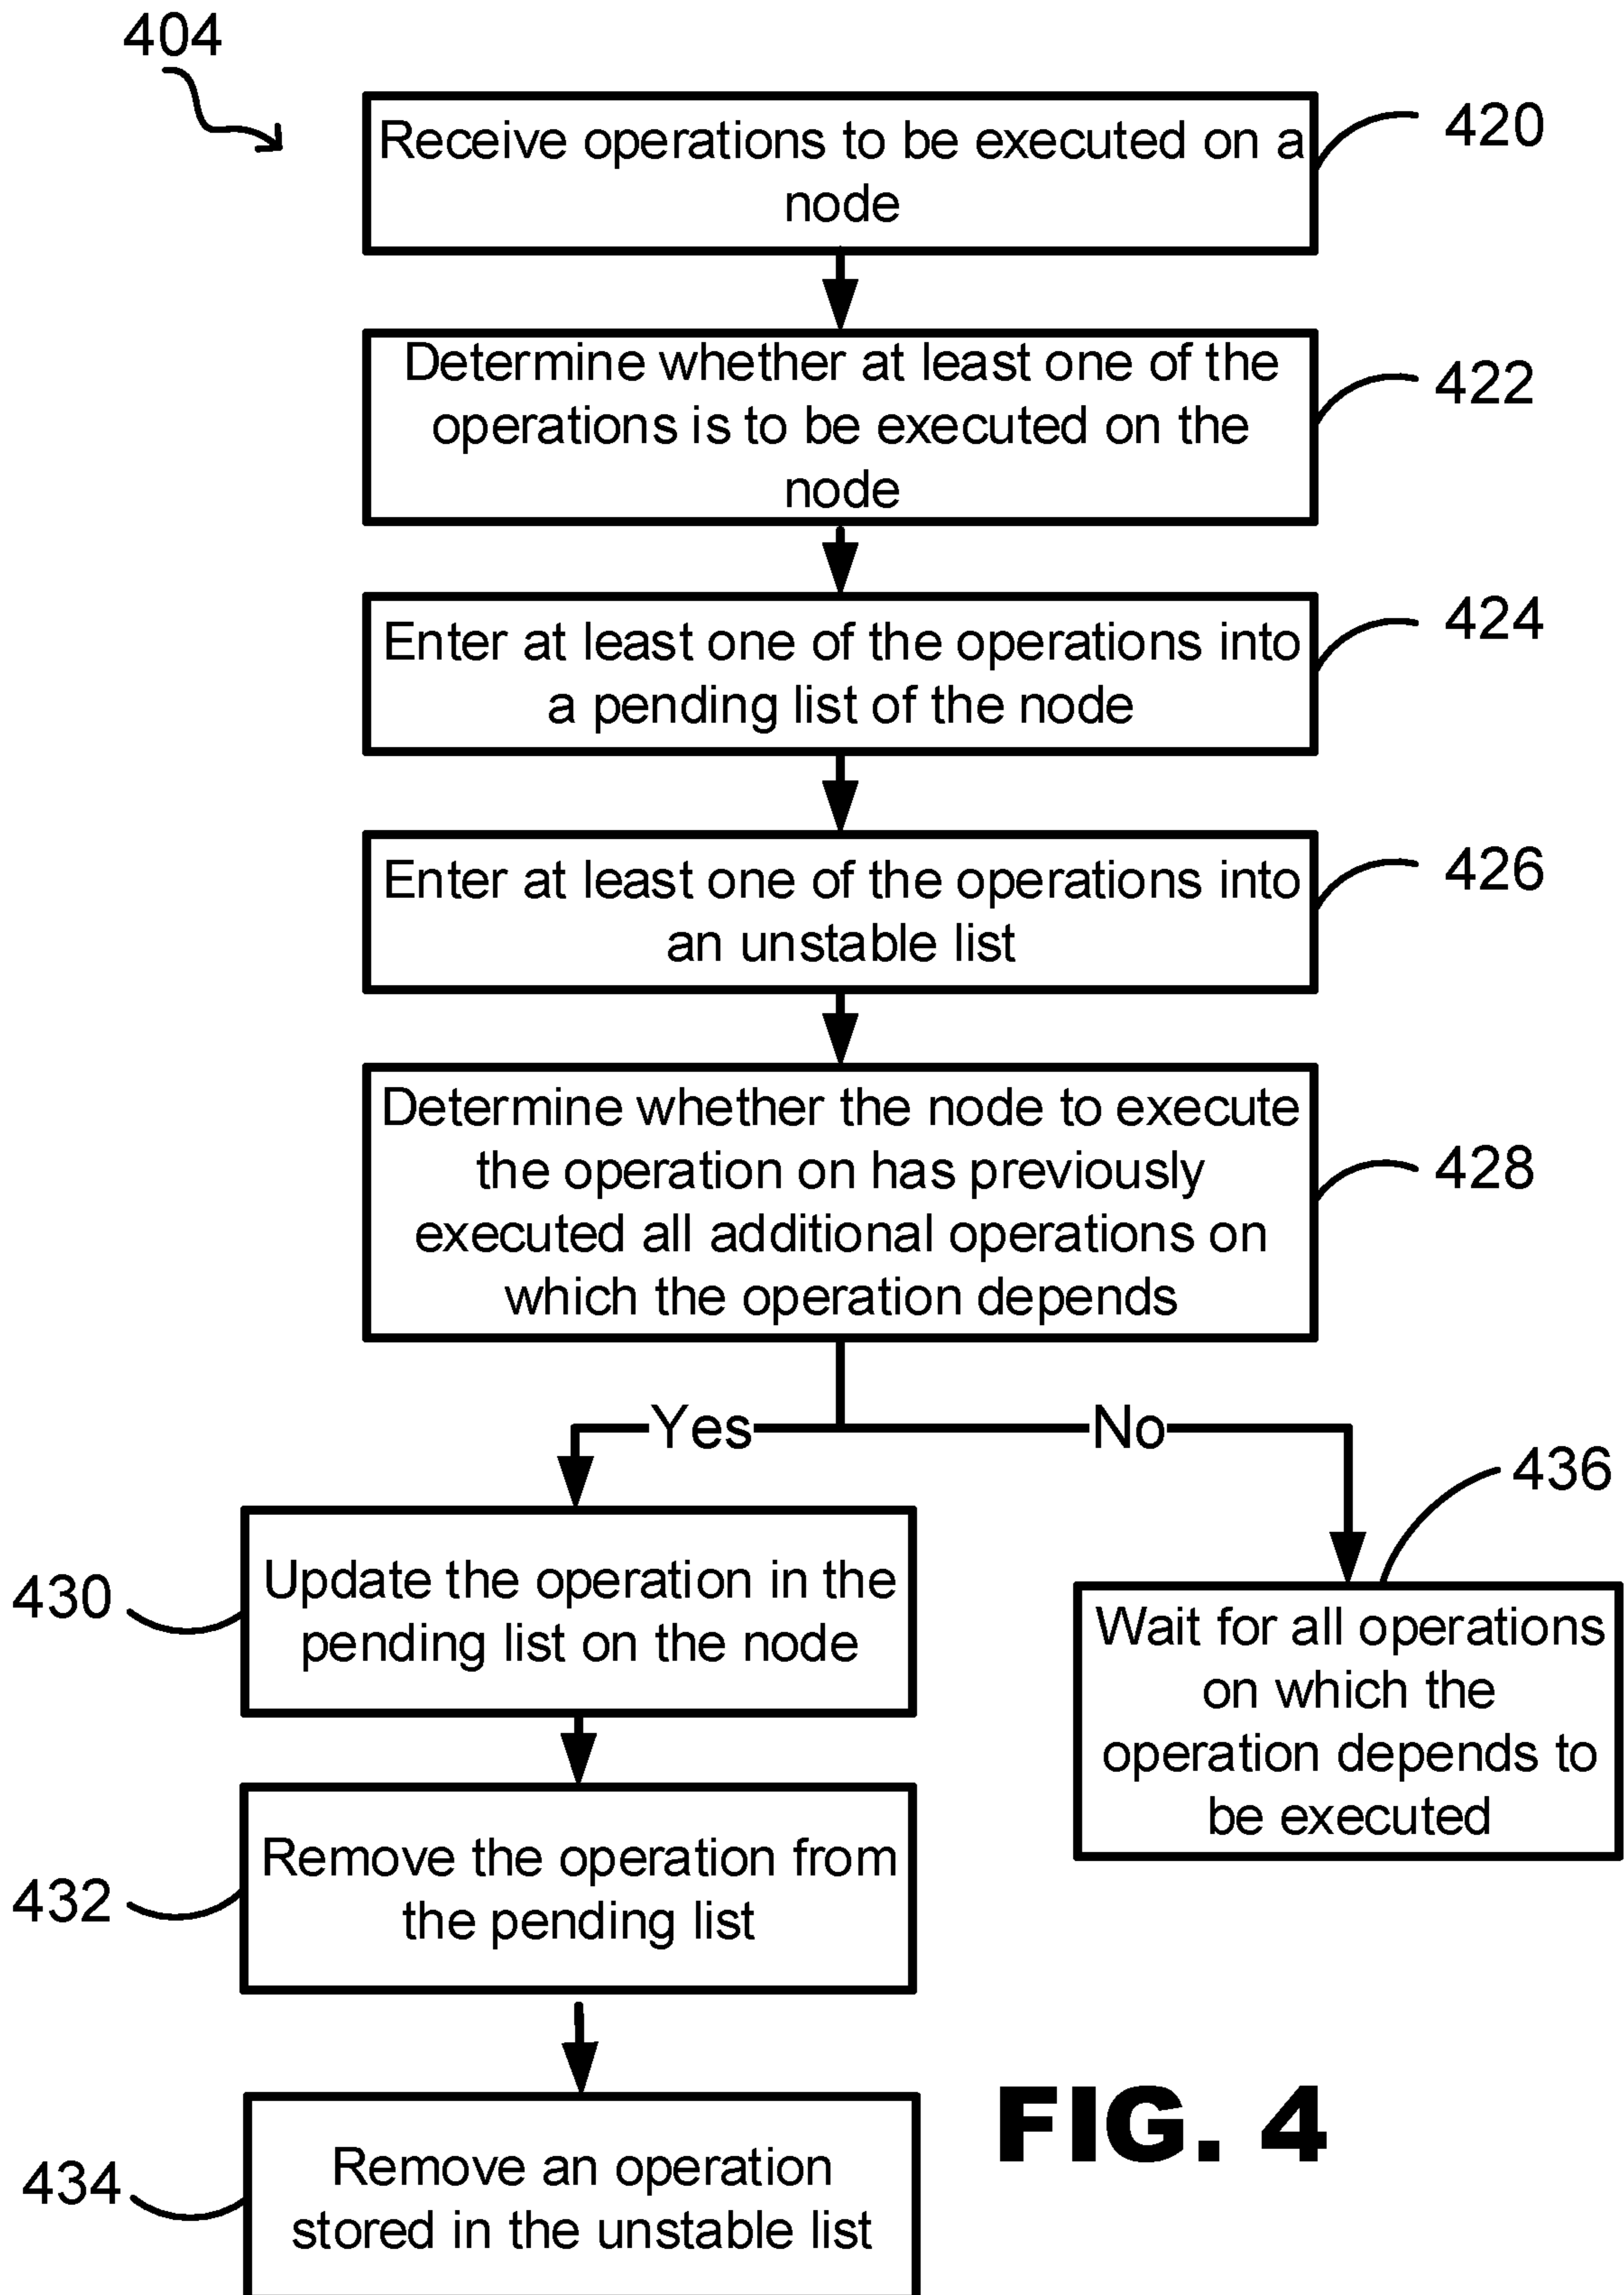 404
Receive operations to be executed on a
node
420
Determine whether at least one of the
operations is to be executed on the
node
422
Enter at least one of the operations into
a pending list of the node
424
Enter at least one of the operations into
an unstable list
426
Determine whether the node to execute
the operation on has previously
executed all additional operations on
which the operation depends
428
Yes
No
430
Update the operation in the
pending list on the node
436
Wait for all operations
on which the
operation depends to
be executed
432
Remove the operation from
the pending list
434
Remove an operation
stored in the unstable list
FIG. 4